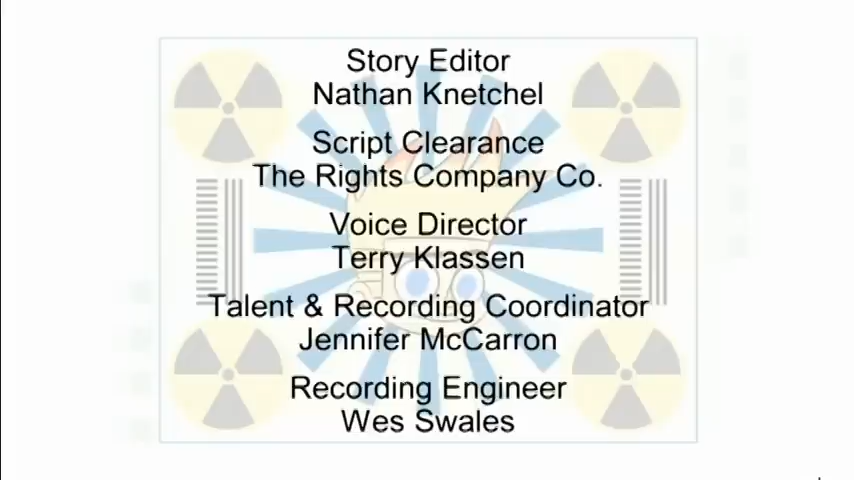 Story Editor
Nathan Knetchel
Script Clearance
The Rights Company Co.
Voice Director
Terry Klassen
Talent & Recording Coordinator
Jennifer McCarron
Recording Engineer
Wes Swales